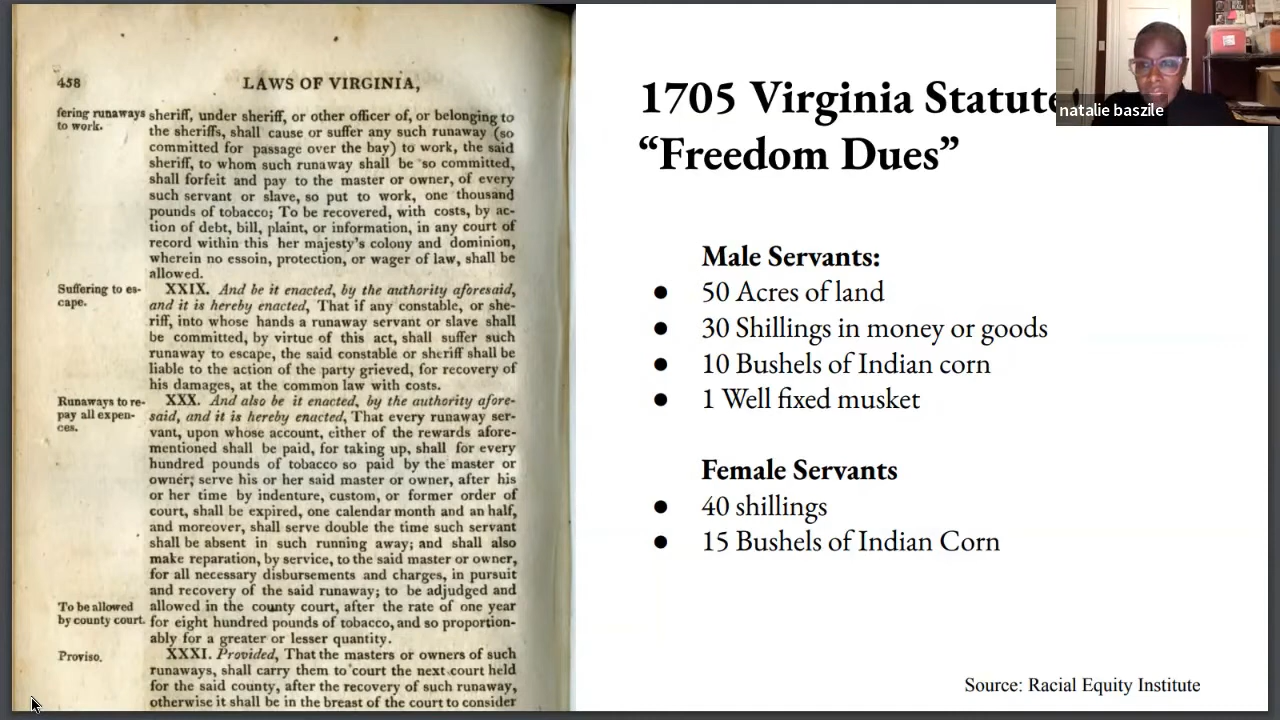 458
LAWS OF VIRGINIA,
fering runaways
to work.
sheriff, under sheriff, or other officer of, or belonging to
the sheriffs, shall cause or suffer any such runaway (so
committed for passage over the bay) to work, the said
sheriff, to whom such runaway shall be so committed,
shall forfeit and pay to the master or owner, of every
such servant or slave, so put to work, one thousand
pounds of tobacco; To be recovered, with costs, by ac-
tion of debt, bill, plaint, or information, in any court of
record within this her majesty's colony and dominion,
wherein no essoin, protection, or wager of law, shall be
allowed.
Suffering to es-
cape.
XXIX. And be it enacted, by the authority aforesaid,
and it is hereby enacted, That if any constable, or she-
riff, into whose hands a runaway servant or slave shall
be committed, by virtue of this act, shall suffer such
runaway to escape, the said constable or sheriff shall be
liable to the action of the party grieved, for recovery of
his damages, at the common law with costs.
Runaways to re-
pay all expen-
ces.
XXX. And also be it enacted, by the authority afore-
said, and it is hereby enacted, That every runaway ser-
vant, upon whose account, either of the rewards afore-
mentioned shall be paid, for taking up, shall for every
hundred pounds of tobacco so paid by the master or
owner, serve his or her said master or owner, after his
or her time by indenture, custom, or former order of
court, shall be expired, one calendar month and an half,
and moreover, shall serve double the time such servant
shall be absent in such running away; and shall also
make reparation, by service, to the said master or owner,
for all necessary disbursements and charges, in pursuit
and recovery of the said runaway; to be adjudged and
To be allowed
by county court.
allowed in the county court, after the rate of one year
for eight hundred pounds of tobacco, and so proportion-
ably for a greater or lesser quantity.
Proviso.
XXXI. Provided, That the masters or owners of such
runaways, shall carry them to court the next court held
for the said county, after the recovery of such runaway,
otherwise it shall be in the breast of the court to consider
1705 Virginia Statute
“Freedom Dues”
Male Servants:
● 50 Acres of land
● 30 Shillings in money or goods
● 10 Bushels of Indian corn
● 1 Well fixed musket
Female Servants
● 40 shillings
● 15 Bushels of Indian Corn
Source: Racial Equity Institute
natalie baszile